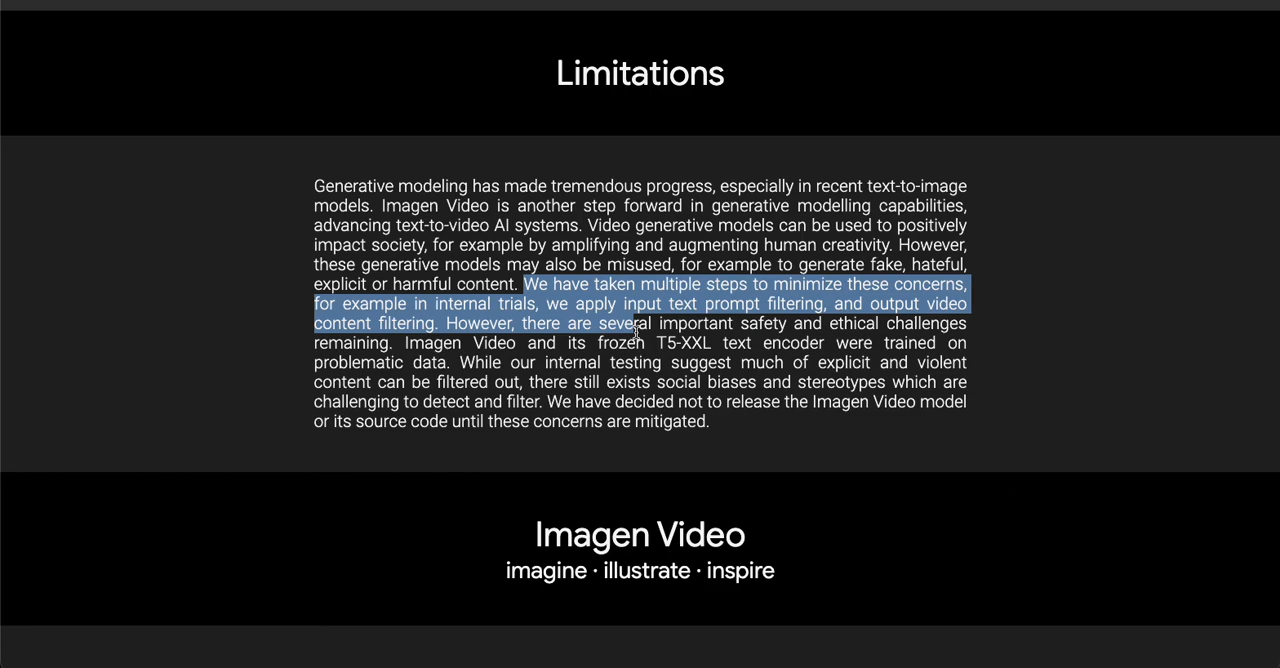 Limitations
Generative modeling has made tremendous progress, especially in recent text-to-image
models. Imagen Video is another step forward in generative modelling capabilities,
advancing text-to-video AI systems. Video generative models can be used to positively
impact society, for example by amplifying and augmenting human creativity. However,
these generative models may also be misused, for example to generate fake, hateful,
explicit or harmful content. We have taken multiple steps to minimize these concerns,
for example in internal trials, we apply input text prompt filtering, and output video
content filtering. However, there are several important safety and ethical challenges
remaining. Imagen Video and its frozen T5-XXL text encoder were trained on
problematic data. While our internal testing suggest much of explicit and violent
content can be filtered out, there still exists social biases and stereotypes which are
challenging to detect and filter. We have decided not to release the Imagen Video model
or its source code until these concerns are mitigated.
Imagen Video
imagine · illustrate · inspire